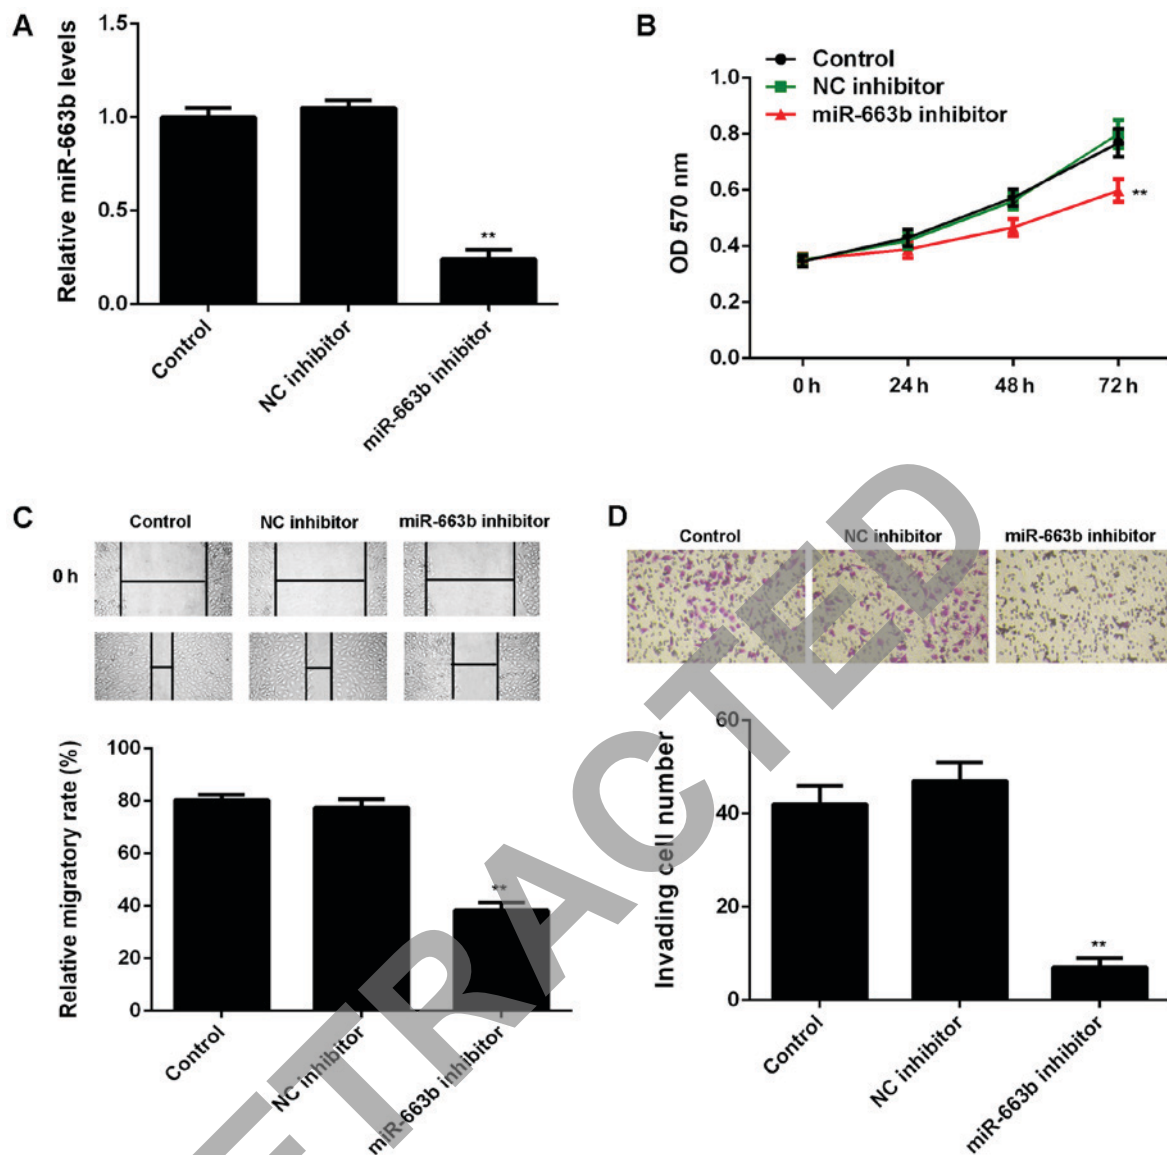 A
Relative miR-663b levels
1.5
1.0
0.5
0.0
**
Control
NC inhibitor
miR-663b inhibitor
B
Control
NC inhibitor
miR-663b inhibitor
OD 570 nm
1.0
0.8
0.6
0.4
0.2
0.0
**
0 h
24 h
48 h
72 h
C
Control
NC inhibitor
miR-663b inhibitor
0 h
Relative migratory rate (%)
100
80
60
40
20
0
**
Control
NC inhibitor
miR-663b inhibitor
D
Control
NC inhibitor
miR-663b inhibitor
Invading cell number
60
40
20
0
**
Control
NC inhibitor
miR-663b inhibitor
ETRACTED